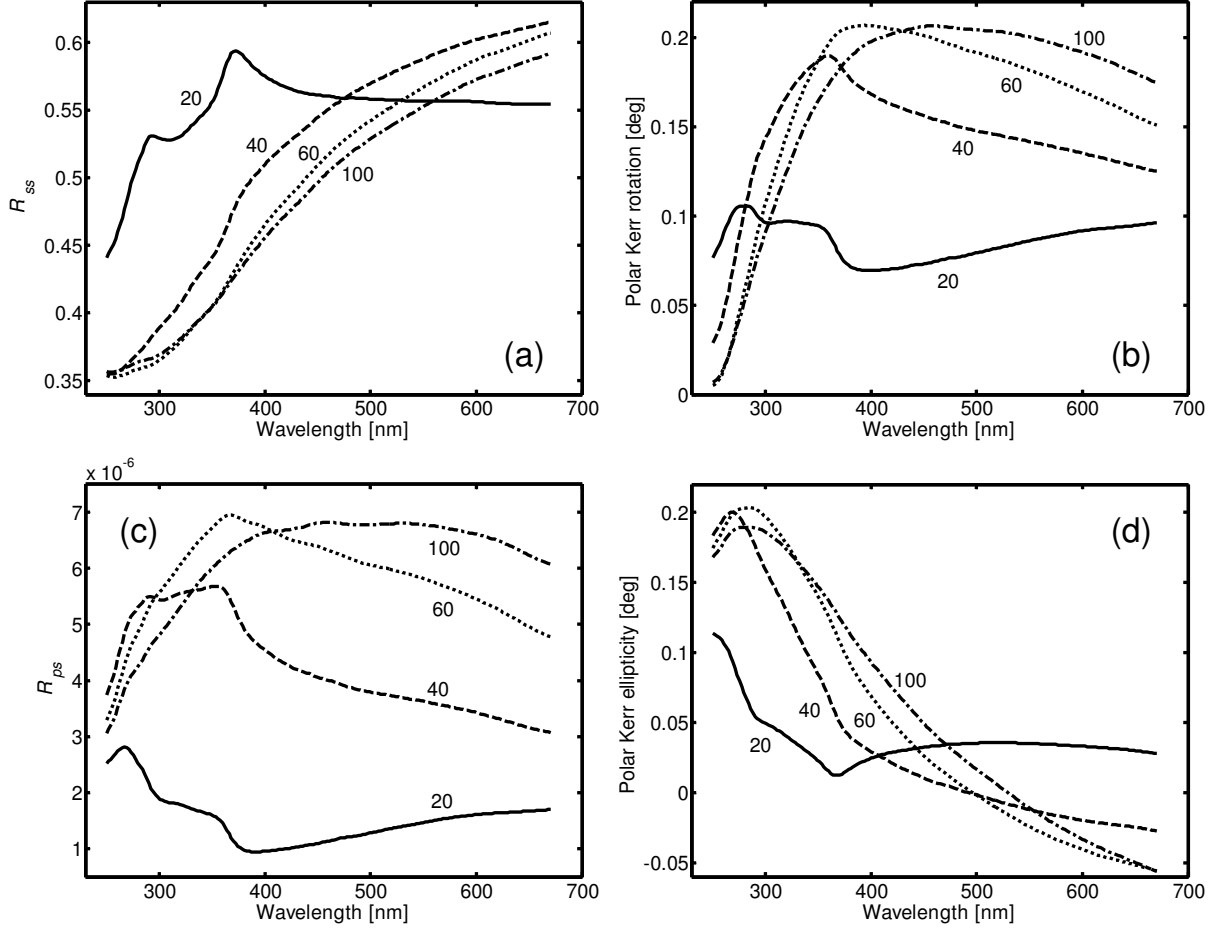 0.6
0.55
0.5
0.45
0.4
0.35
R_ss
20
40
60
100
(a)
300 400 500 600 700
Wavelength [nm]
0.2
0.15
0.1
0.05
0
Polar Kerr rotation [deg]
100
60
40
20
(b)
300 400 500 600 700
Wavelength [nm]
x 10^-6
7
6
5
4
3
2
1
R_ps
(c)
100
60
40
20
300 400 500 600 700
Wavelength [nm]
0.2
0.15
0.1
0.05
0
-0.05
Polar Kerr ellipticity [deg]
(d)
100
40
60
20
300 400 500 600 700
Wavelength [nm]